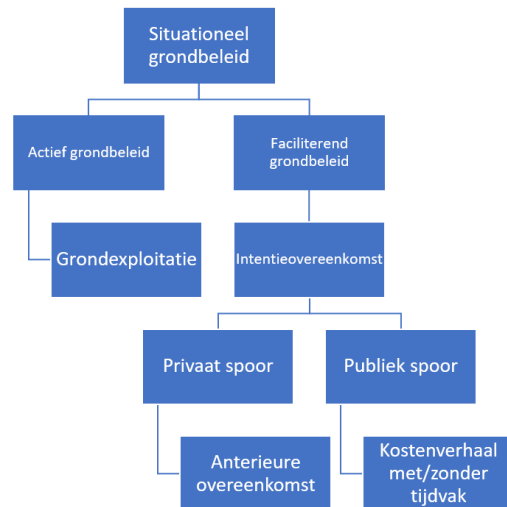 Situationeel
grondbeleid
Actief grondbeleid
Faciliterend
grondbeleid
Grondexploitatie
Intentieovereenkomst
Privaat spoor
Publiek spoor
Anterieure
overeenkomst
Kostenverhaal
met/zonder
tijdvak